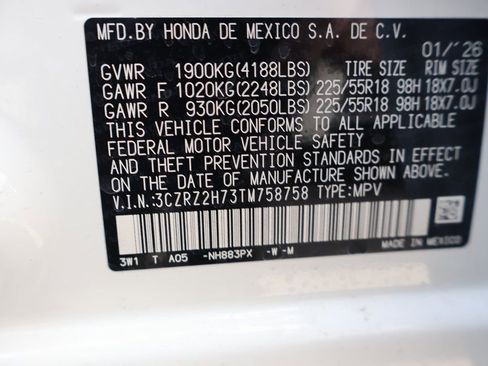 MFD.BY HONDA DE MEXICO S.A. DE C.V.
01/'26
GVWR 1900KG(4188LBS) TIRE SIZE RIM SIZE
GAWR F 1020KG(2248LBS) 225/55R18 98H 18X7.0J
GAWR R 930KG(2050LBS) 225/55R18 98H 18X7.0J
THIS VEHICLE CONFORMS TO ALL APPLICABLE
FEDERAL MOTOR VEHICLE SAFETY
AND THEFT PREVENTION STANDARDS IN EFFECT ON
THE DATE OF MANUFACTURE SHOWN ABOVE.
V.I.N:3CZRZ2H73TM758758 TYPE:MPV
MADE IN
MEXICO
3W1 T A05 -NH883PX -W -M